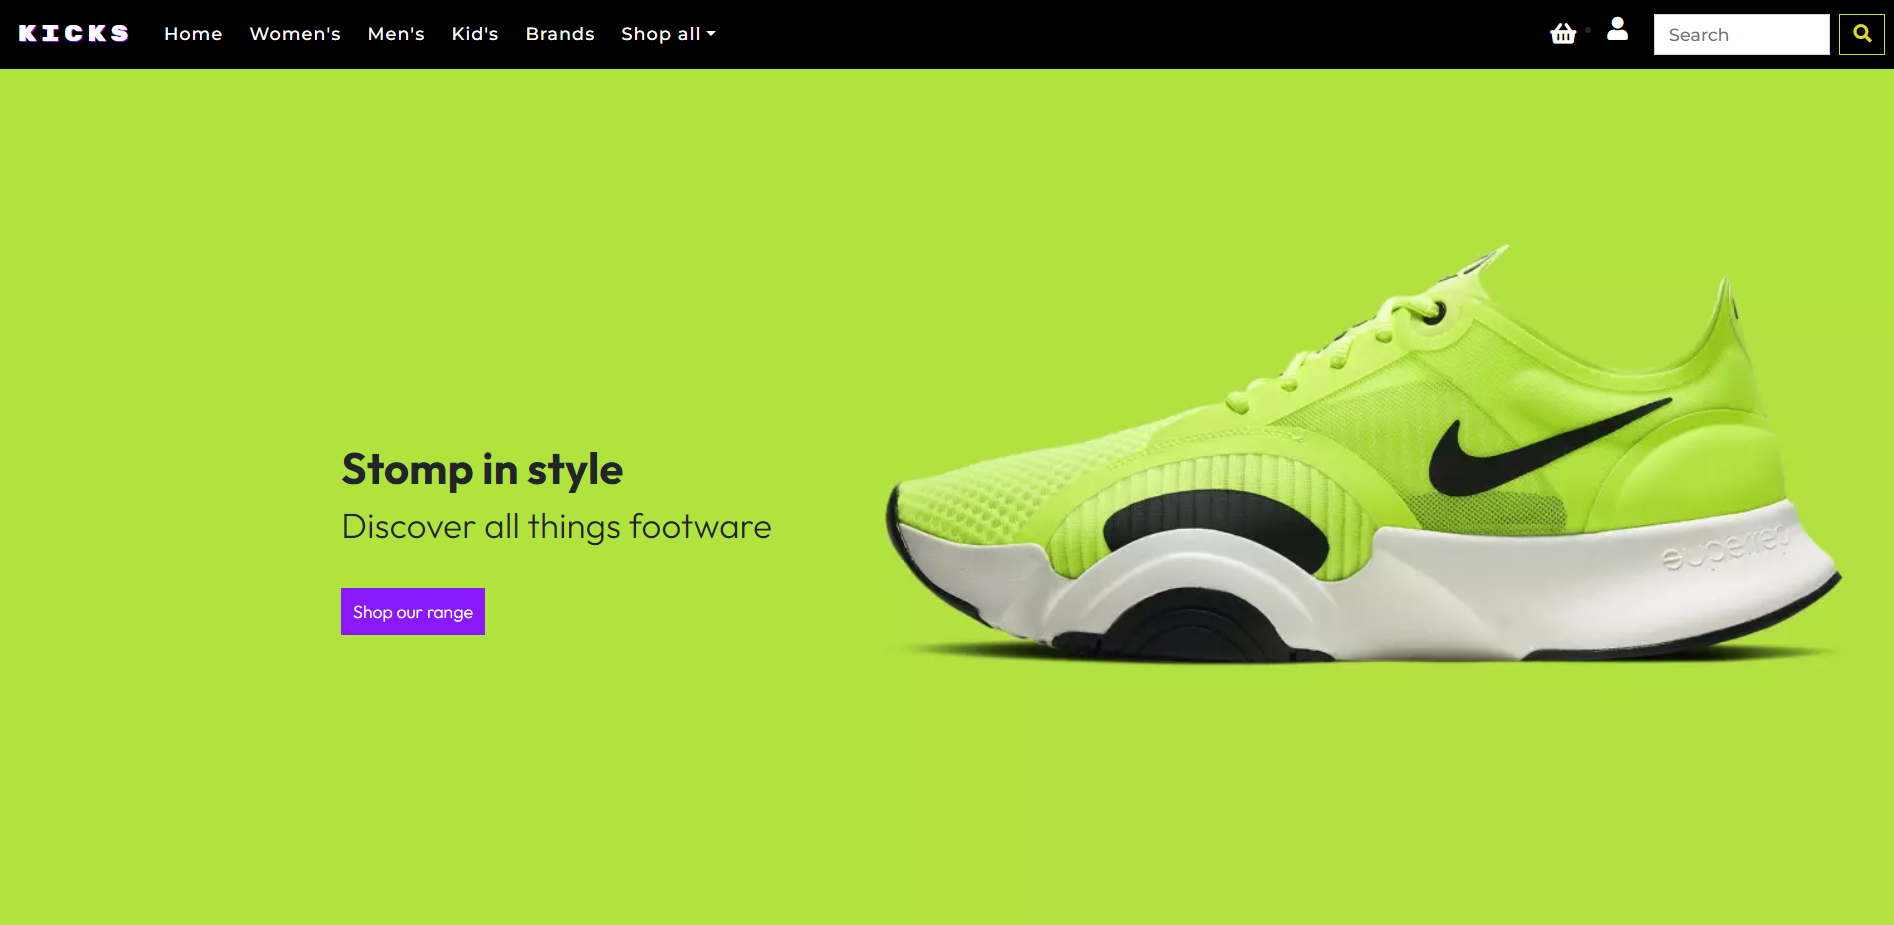 KICKS Home Women's Men's Kid's Brands Shop all Search
Stomp in style
Discover all things footware
Shop our range
superrep